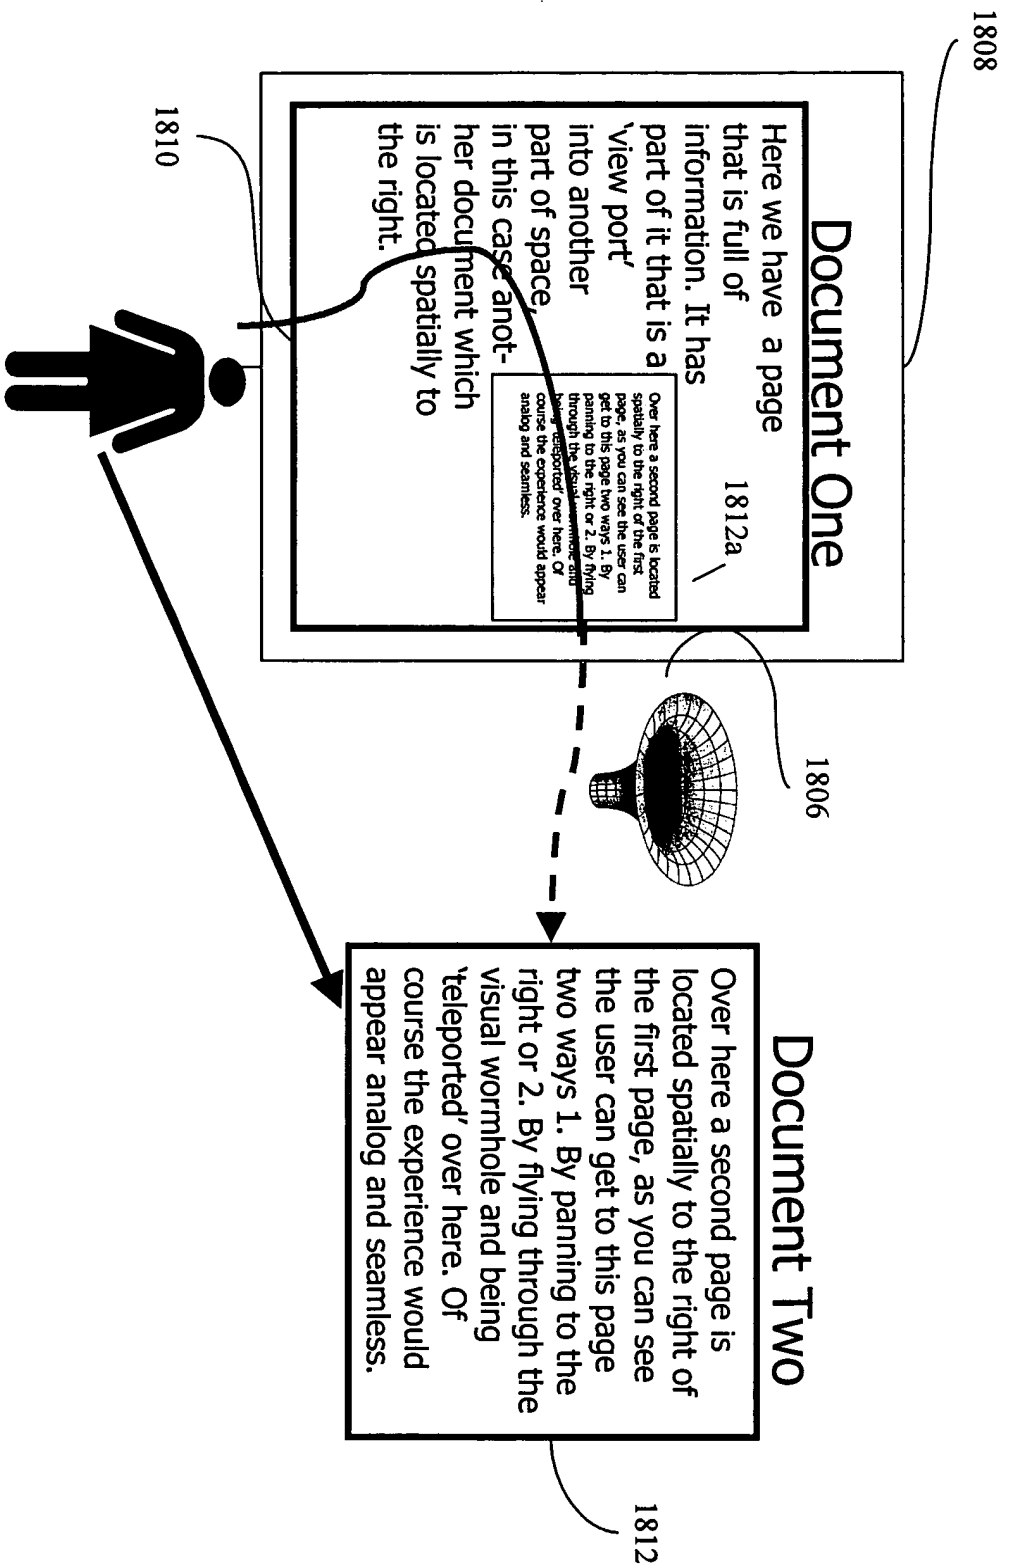 1808
Document One
Here we have a page
that is full of
information. It has
part of it that is a
'view port'
into another
part of space,
in this case anot-
her document which
is located spatially to
the right.
1812a
Over here a second page is located
spatially to the right of the first
page, as you can see the user can
get to this page two ways 1. By
panning to the right or 2. By flying
through the visual wormhole and
being 'teleported' over here. Of
course the experience would appear
analog and seamless.
1810
1806
Document Two
Over here a second page is
located spatially to the right of
the first page, as you can see
the user can get to this page
two ways 1. By panning to the
right or 2. By flying through the
visual wormhole and being
'teleported' over here. Of
course the experience would
appear analog and seamless.
1812